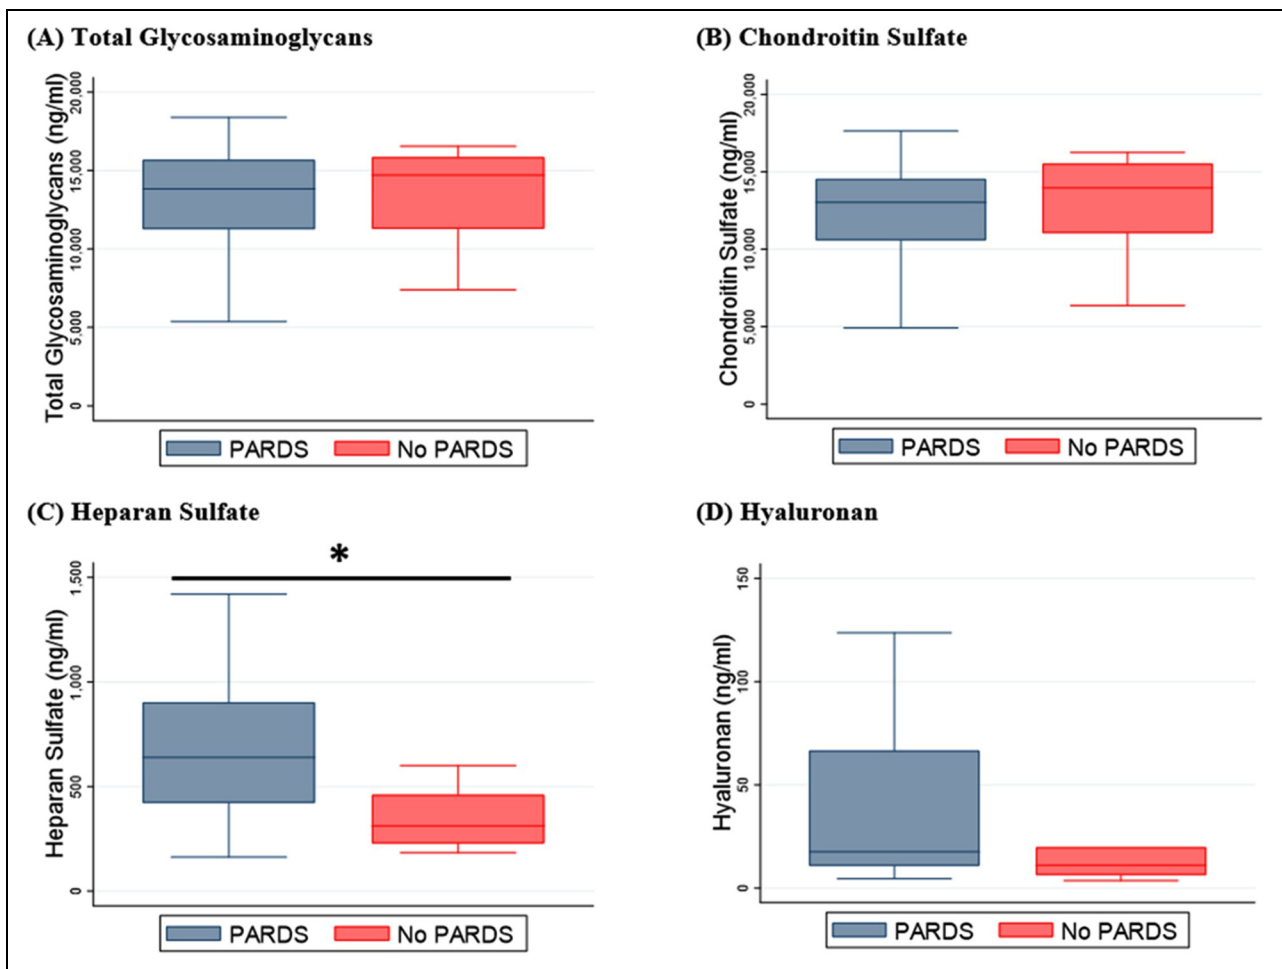 (A) Total Glycosaminoglycans
Total Glycosaminoglycans (ng/ml)
20,000
15,000
10,000
5,000
0
PARDS No PARDS
(B) Chondroitin Sulfate
Chondroitin Sulfate (ng/ml)
20,000
15,000
10,000
5,000
0
PARDS No PARDS
(C) Heparan Sulfate
*
Heparan Sulfate (ng/ml)
1,500
1,000
500
0
PARDS No PARDS
(D) Hyaluronan
Hyaluronan (ng/ml)
150
100
50
0
PARDS No PARDS